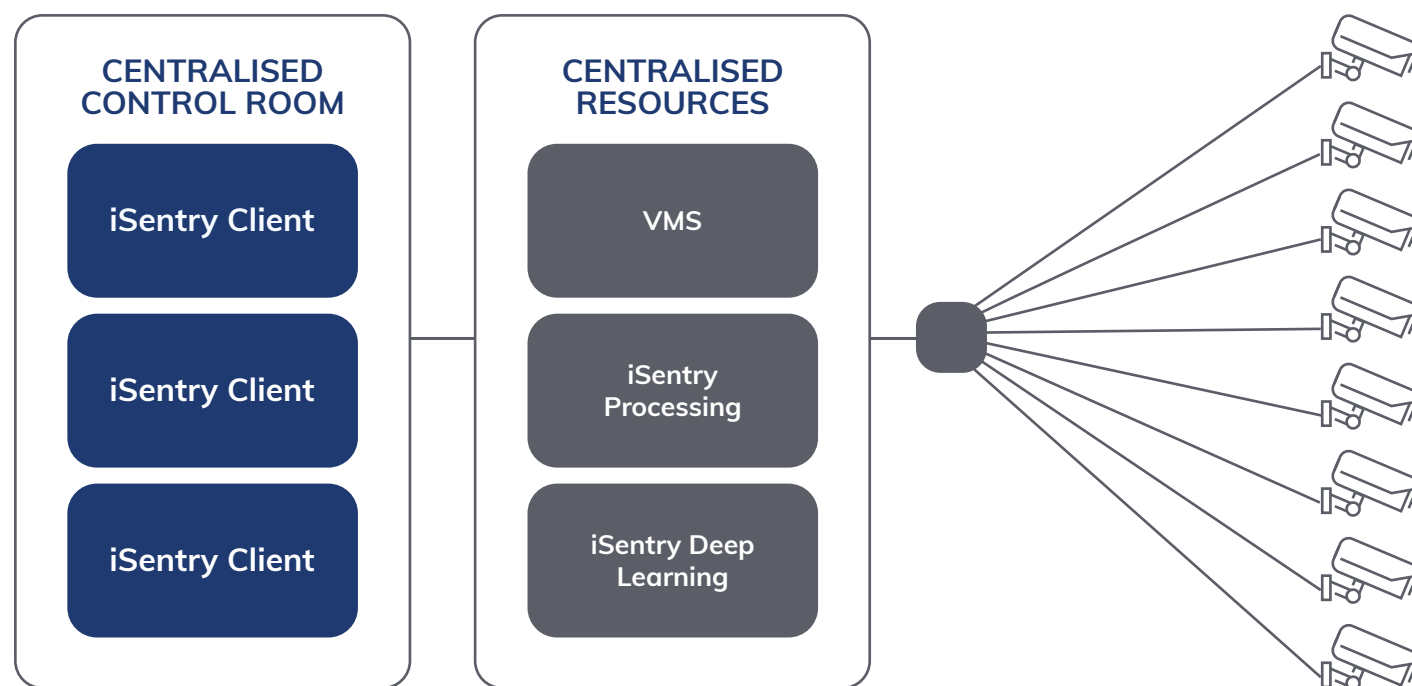 CENTRALISED
CONTROL ROOM
iSentry Client
iSentry Client
iSentry Client
CENTRALISED
RESOURCES
VMS
iSentry
Processing
iSentry Deep
Learning